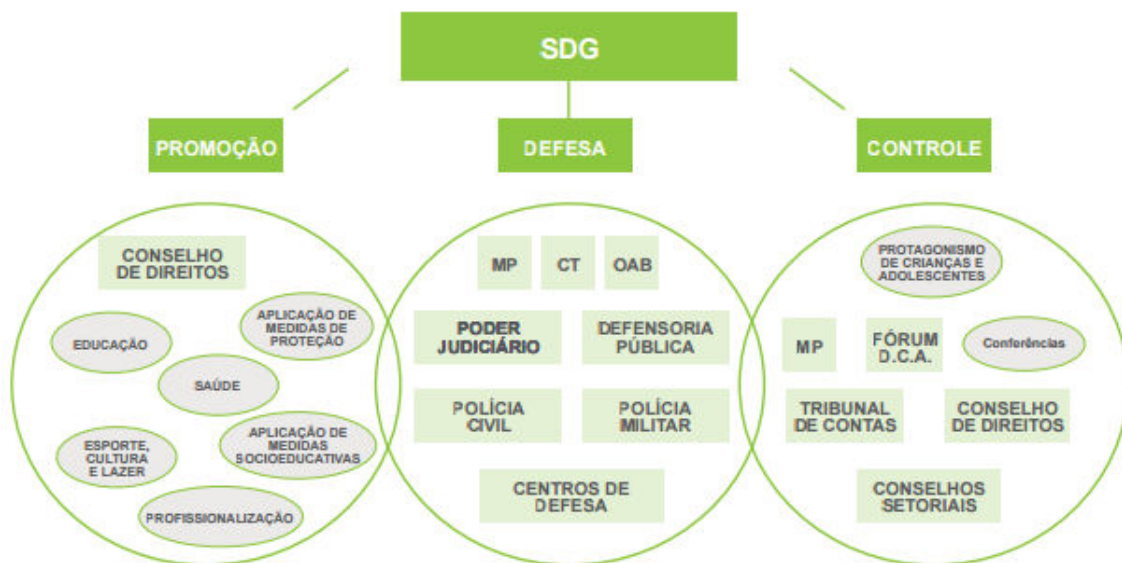 SDG
PROMOÇÃO
DEFESA
CONTROLE
CONSELHO
DE DIREITOS
EDUCAÇÃO
APLICAÇÃO DE
MEDIDAS DE
PROTEÇÃO
SAÚDE
ESPORTE,
CULTURA
E LAZER
APLICAÇÃO DE
MEDIDAS
SOCIOEDUCATIVAS
PROFISSIONALIZAÇÃO
MP
CT
OAB
PODER
JUDICIÁRIO
DEFENSORIA
PÚBLICA
POLÍCIA
CIVIL
POLÍCIA
MILITAR
CENTROS DE
DEFESA
PROTAGONISMO
DE CRIANÇAS E
ADOLESCENTES
MP
FÓRUM
D.C.A.
Conferências
TRIBUNAL
DE CONTAS
CONSELHO
DE DIREITOS
CONSELHOS
SETORIAIS